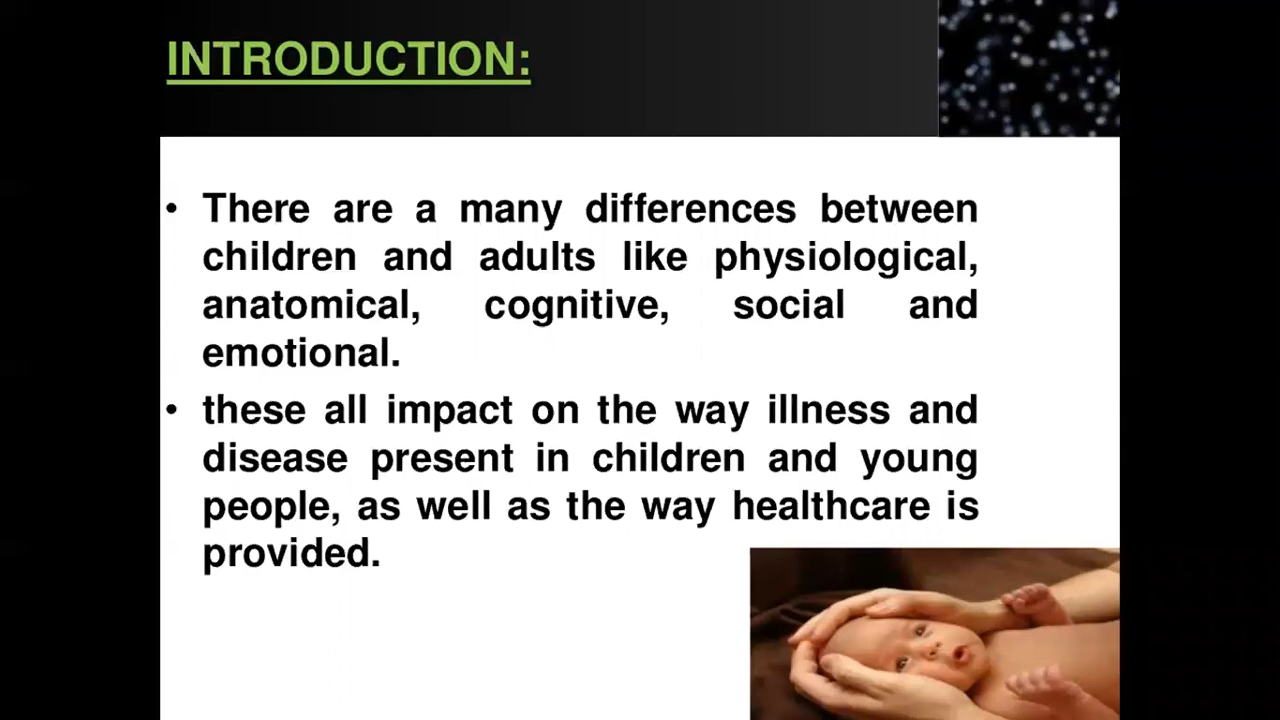 INTRODUCTION:
• There are a many differences between
children and adults like physiological,
anatomical, cognitive, social and
emotional.
• these all impact on the way illness and
disease present in children and young
people, as well as the way healthcare is
provided.